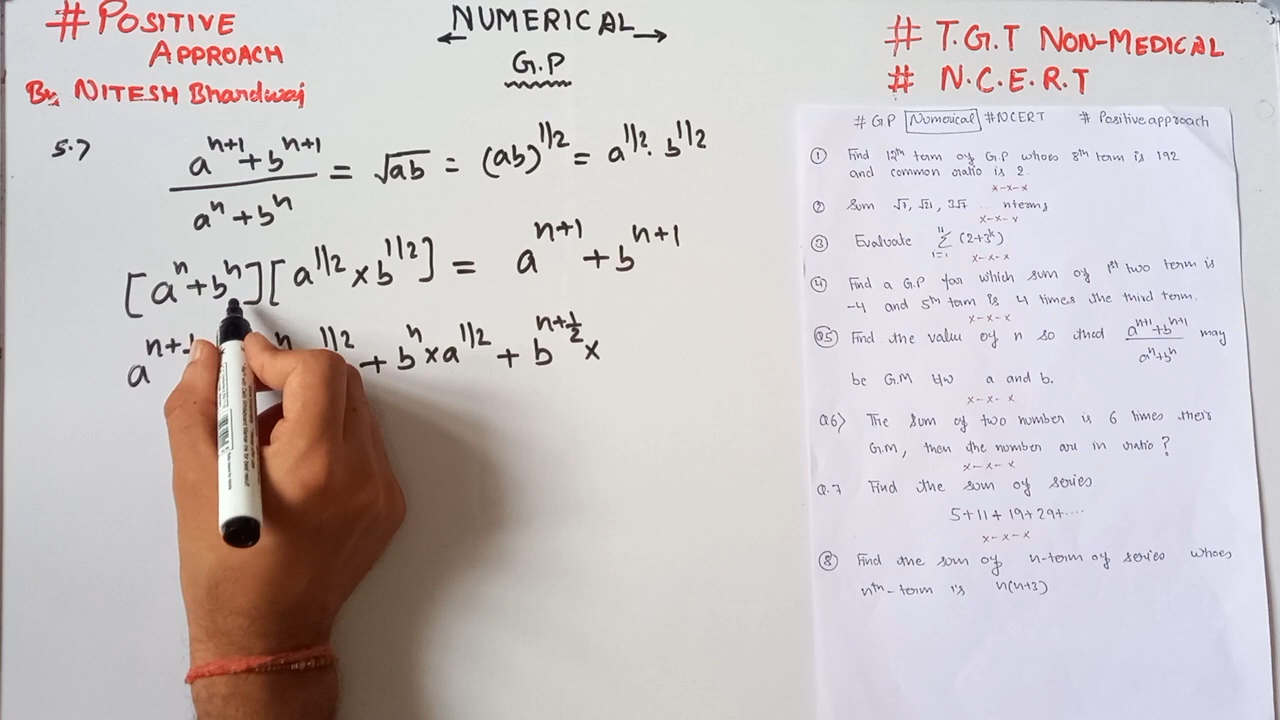 # POSITIVE
APPROACH
By NITESH Bhardwaj
NUMERICAL
G.P
# T.G.T NON-MEDICAL
# N.C.E.R.T
5.7
a^{n+1} + b^{n+1} / a^n + b^n = √ab = (ab)^{1/2} = a^{1/2} · b^{1/2}
[a^n + b^n] [a^{1/2} × b^{1/2}] = a^{n+1} + b^{n+1}
+ b^n × a^{1/2} + b^{n+1/2} ×
# GP Numerical # NCERT # Positive approach
① Find 12th term of G.P whose 8th term is 192
and common ratio is 2.
x-x-x
② Sum √7, √21, 3√7 ... n terms
x-x-x
③ Evaluate Σ (2+3^k)
x-x-x
④ Find a G.P for which sum of 1st two term is
-4 and 5th term is 4 times the third term.
x-x-x
Q5 Find the value of n so that a^{n+1} + b^{n+1} / a^n + b^n may
be G.M b/w a and b.
x-x-x
Q6) The sum of two number is 6 times their
G.M, then the number are in ratio?
x-x-x
Q.7 Find the sum of series
5+11+19+29+....
x-x-x
⑧ Find the sum of n-term of series whoes
nth-term is n(n+3)